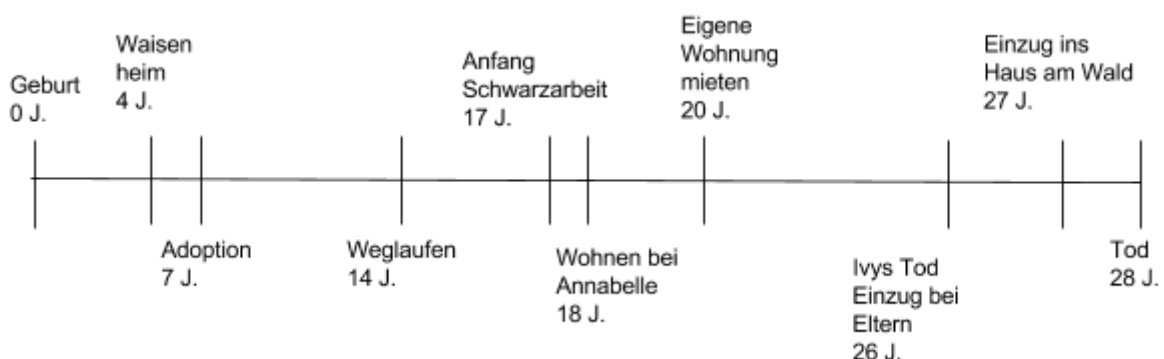 Geburt
0 J.
Waisen
heim
4 J.
Adoption
7 J.
Weglaufen
14 J.
Anfang
Schwarzarbeit
17 J.
Wohnen bei
Annabelle
18 J.
Eigene
Wohnung
mieten
20 J.
Ivys Tod
Einzug bei
Eltern
26 J.
Einzug ins
Haus am Wald
27 J.
Tod
28 J.